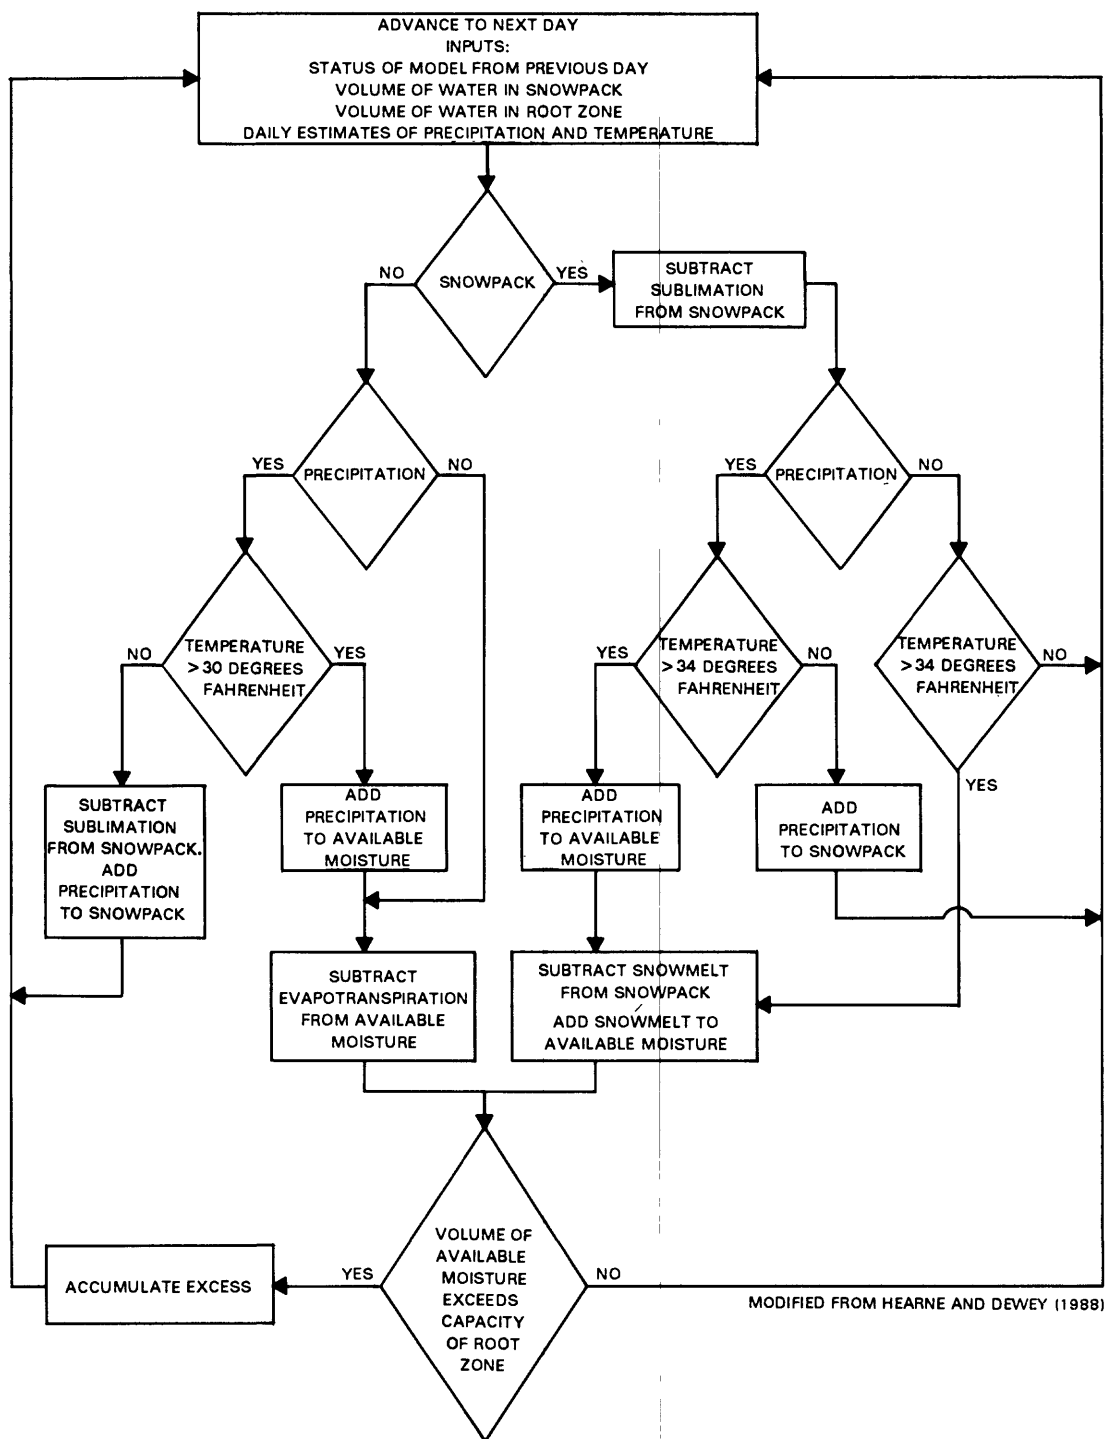 ADVANCE TO NEXT DAY
INPUTS:
STATUS OF MODEL FROM PREVIOUS DAY
VOLUME OF WATER IN SNOWPACK
VOLUME OF WATER IN ROOT ZONE
DAILY ESTIMATES OF PRECIPITATION AND TEMPERATURE
NO
SNOWPACK
YES
SUBTRACT
SUBLIMATION
FROM SNOWPACK
YES
PRECIPITATION
NO
YES
PRECIPITATION
NO
NO
TEMPERATURE
> 30 DEGREES
FAHRENHEIT
YES
YES
TEMPERATURE
> 34 DEGREES
FAHRENHEIT
NO
TEMPERATURE
> 34 DEGREES
FAHRENHEIT
NO
YES
SUBTRACT
SUBLIMATION
FROM SNOWPACK.
ADD
PRECIPITATION
TO SNOWPACK
ADD
PRECIPITATION
TO AVAILABLE
MOISTURE
ADD
PRECIPITATION
TO AVAILABLE
MOISTURE
ADD
PRECIPITATION
TO SNOWPACK
SUBTRACT
EVAPOTRANSPIRATION
FROM AVAILABLE
MOISTURE
SUBTRACT SNOWMELT
FROM SNOWPACK
ADD SNOWMELT TO
AVAILABLE MOISTURE
ACCUMULATE EXCESS
YES
VOLUME OF
AVAILABLE
MOISTURE
EXCEEDS
CAPACITY
OF ROOT
ZONE
NO
MODIFIED FROM HEARNE AND DEWEY (1988)